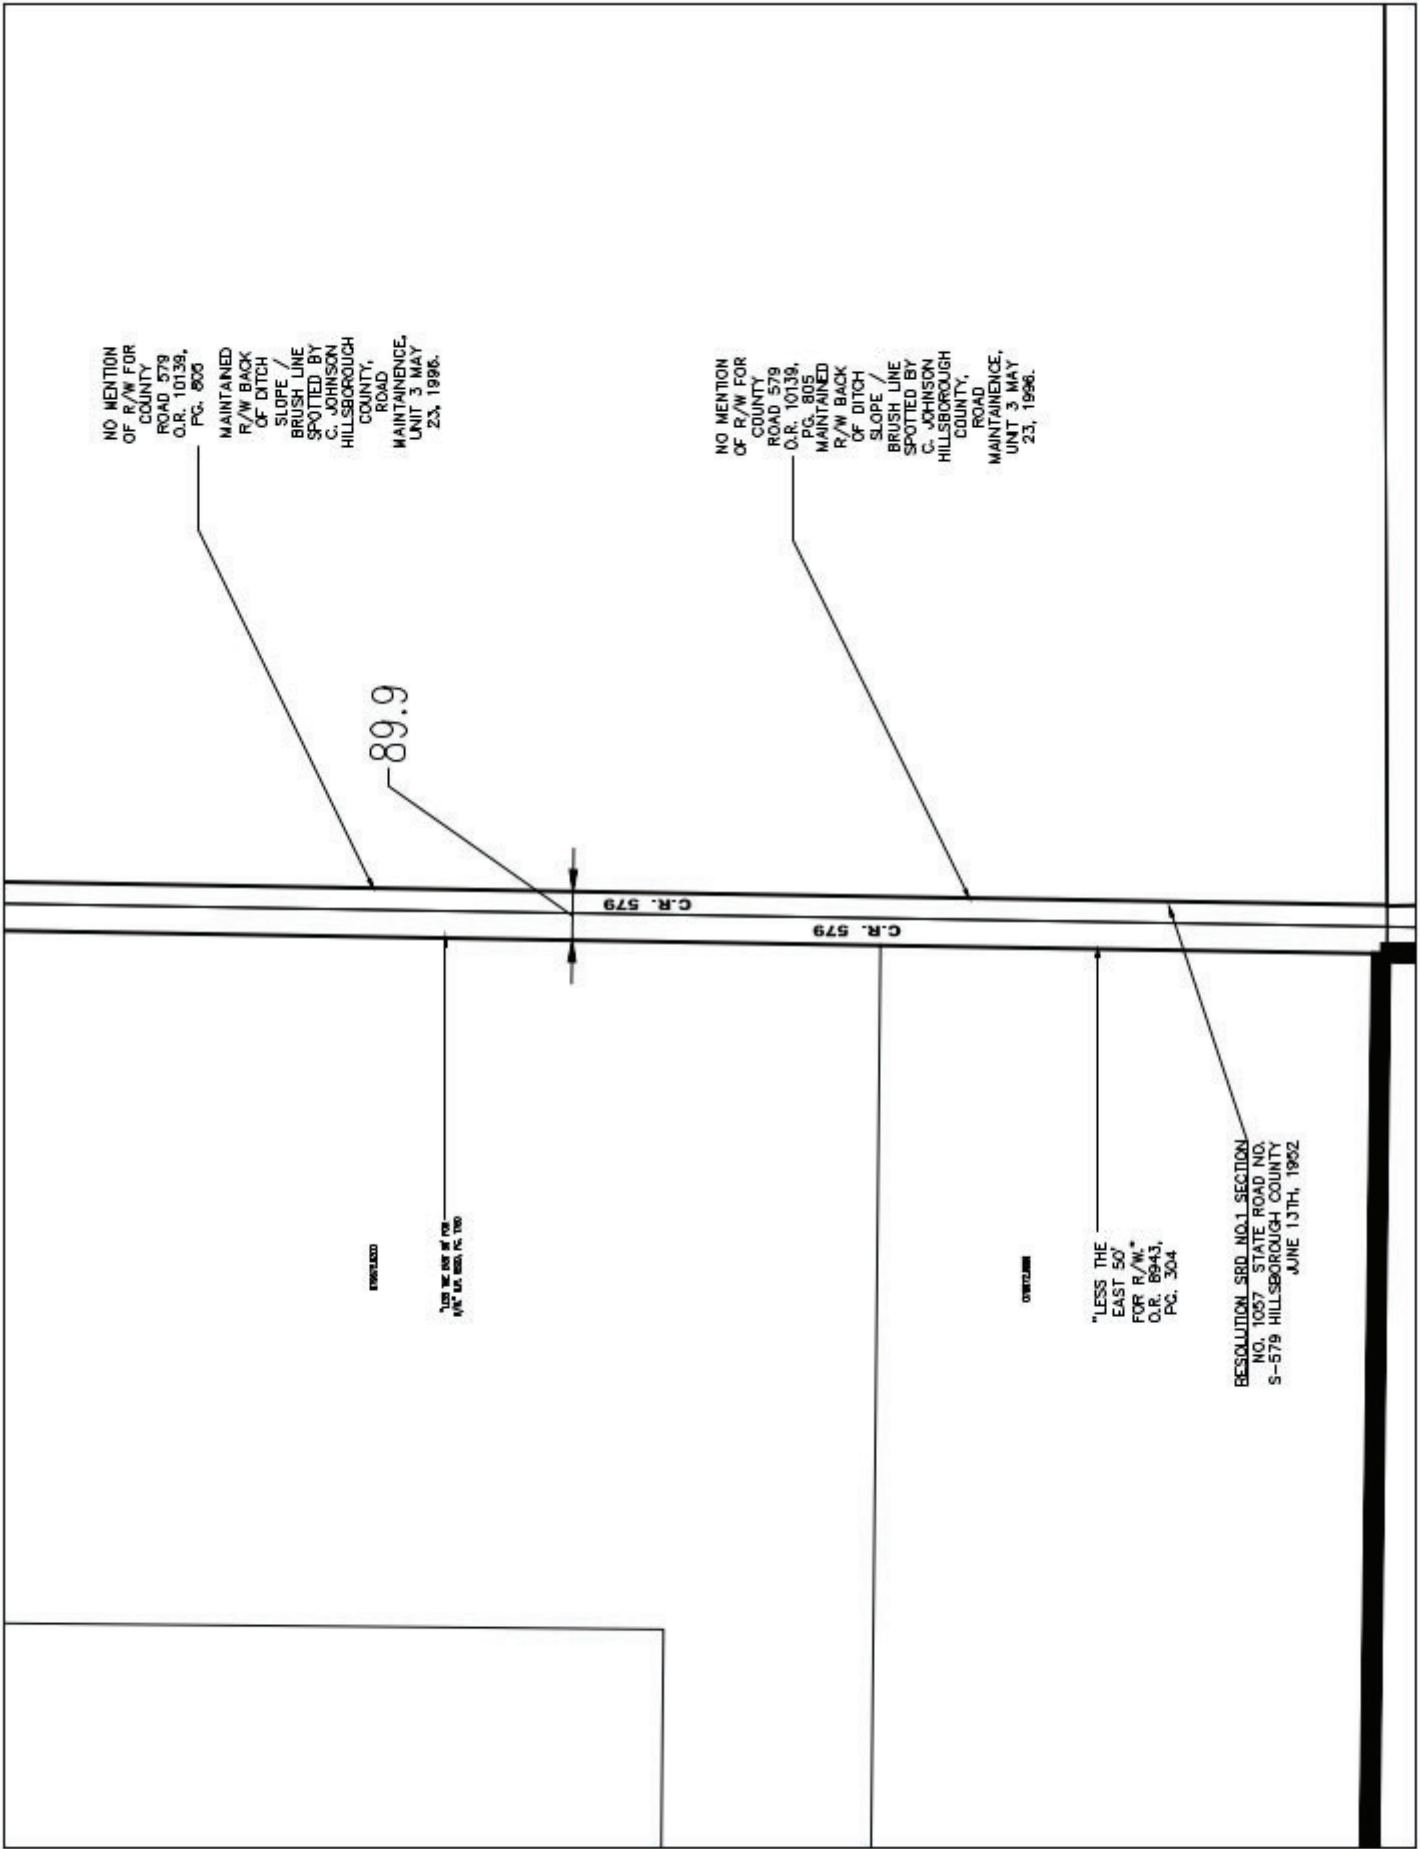 NO MENTION
OF R/W FOR
COUNTY
ROAD 579
O.R. 10139,
PG. 805
MAINTAINED
R/W BACK
OF DITCH
SLOPE /
BRUSH LINE
SPOTTED BY
C. JOHNSON
HILLSBOROUGH
COUNTY,
ROAD
MAINTAINENCE,
UNIT 3 MAY
23, 1996.
89.9
NO MENTION
OF R/W FOR
COUNTY
ROAD 579
O.R. 10139,
PG. 805
MAINTAINED
R/W BACK
OF DITCH
SLOPE /
BRUSH LINE
SPOTTED BY
C. JOHNSON
HILLSBOROUGH
COUNTY,
ROAD
MAINTAINENCE,
UNIT 3 MAY
23, 1996.
C.R. 579
C.R. 579
"LESS THE
EAST 50'
FOR R/W."
O.R. 8943,
PG. 304
RESOLUTION SRD NO.1 SECTION
NO. 1057 STATE ROAD NO.
S-579 HILLSBOROUGH COUNTY
JUNE 13TH, 1952